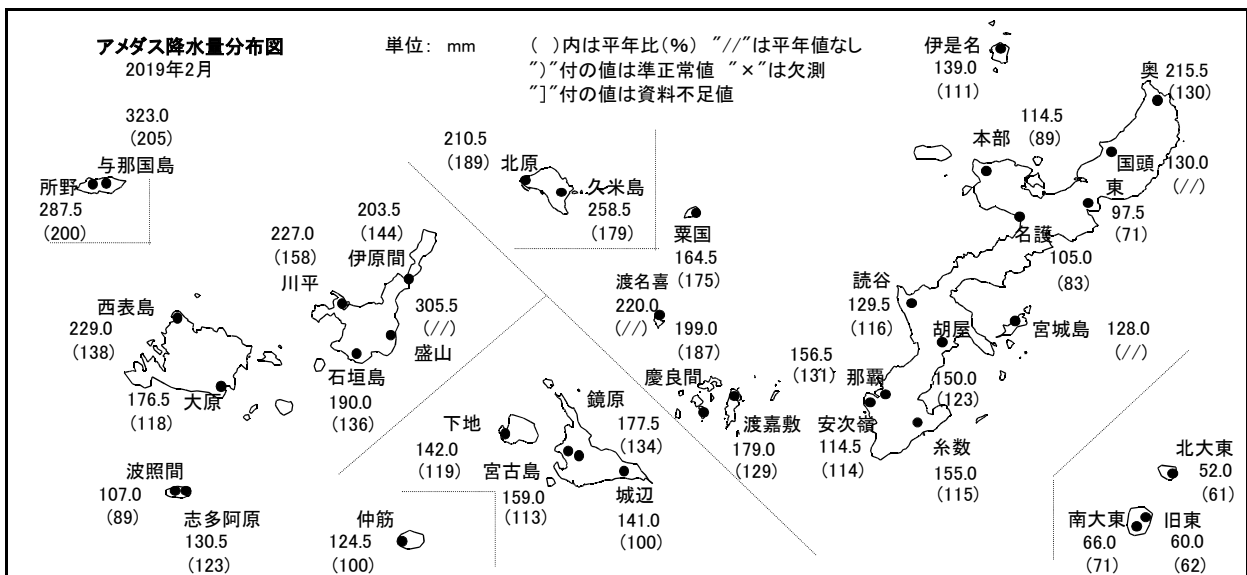 アメダス降水量分布図 単位: mm ( )内は平年比(%) "//"は平年値なし
2019年2月 ")"付の値は準正常値 "×"は欠測
"]"付の値は資料不足値
伊是名
139.0
(111)
奥 215.5
(130)
323.0
(205)
与那国島
所野
287.5
(200)
210.5
(189)
北原
久米島
258.5
(179)
114.5
(89)
本部
国頭 130.0
(//)
東
97.5
(71)
名護
105.0
(83)
粟国
164.5
(175)
203.5
(144)
伊原間
227.0
(158)
川平
305.5
(//)
盛山
石垣島
190.0
(136)
西表島
229.0
(138)
176.5
(118)
大原
渡名喜
220.0
(//)
199.0
(187)
慶良間
読谷
129.5
(116)
胡屋
150.0
(123)
宮城島 128.0
(//)
156.5
(131)
那覇
渡嘉敷
179.0
(129)
安次嶺
114.5
(114)
糸数
155.0
(115)
鏡原
177.5
(134)
下地
142.0
(119)
宮古島
159.0
(113)
城辺
141.0
(100)
波照間
107.0
(89)
志多阿原
130.5
(123)
仲筋
124.5
(100)
北大東
52.0
(61)
南大東
66.0
(71)
旧東
60.0
(62)